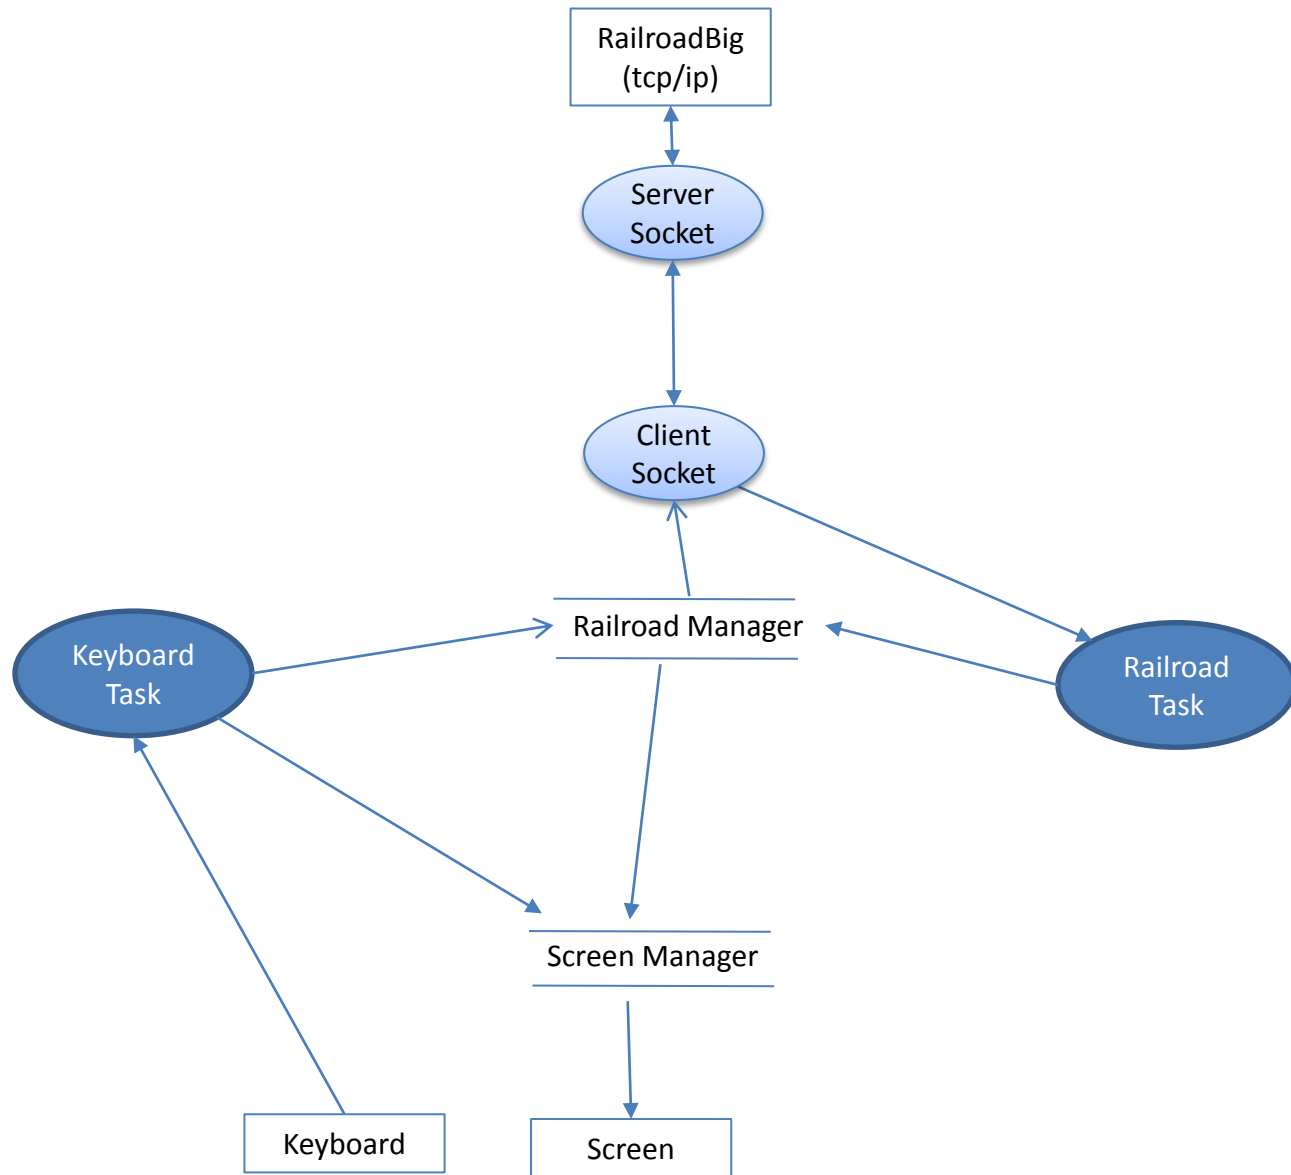 RailroadBig
(tcp/ip)
Server
Socket
Client
Socket
Railroad Manager
Keyboard
Task
Railroad
Task
Screen Manager
Keyboard
Screen